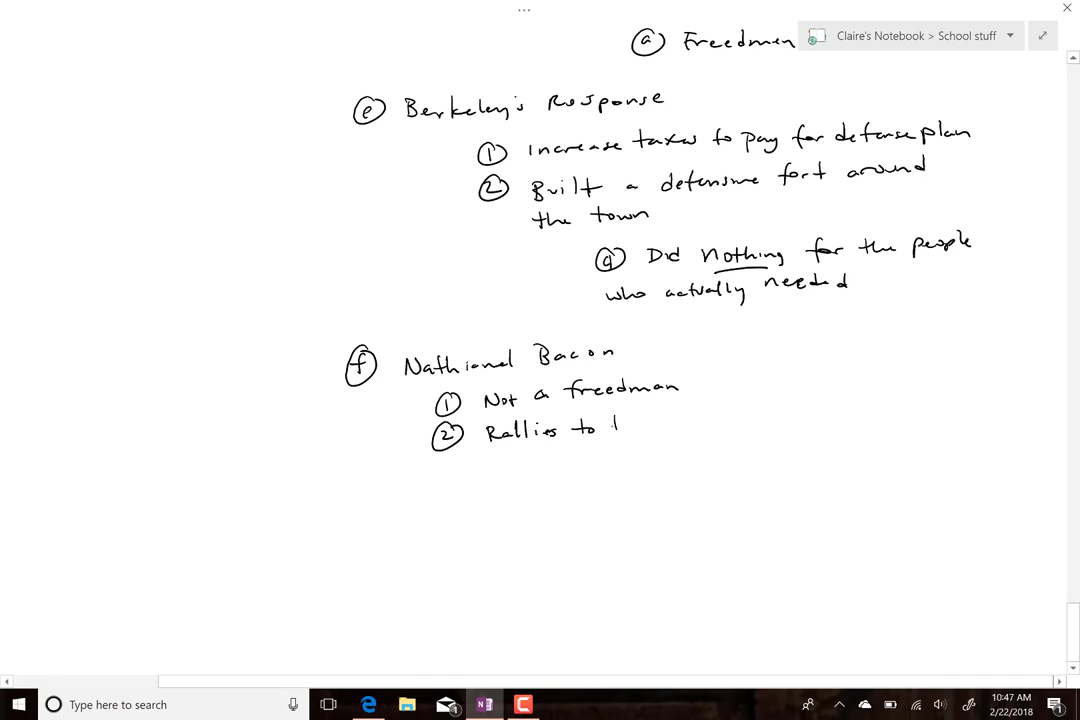 ⓐ Freedmen
Claire's Notebook > School stuff
ⓔ Berkeley's Response
① Increase taxes to pay for defense plan
② Built a defensive fort around
the town
ⓐ Did nothing for the people
who actually needed
ⓕ Nathional Bacon
① Not a freedman
② Rallies to
Type here to search
10:47 AM
2/22/2018